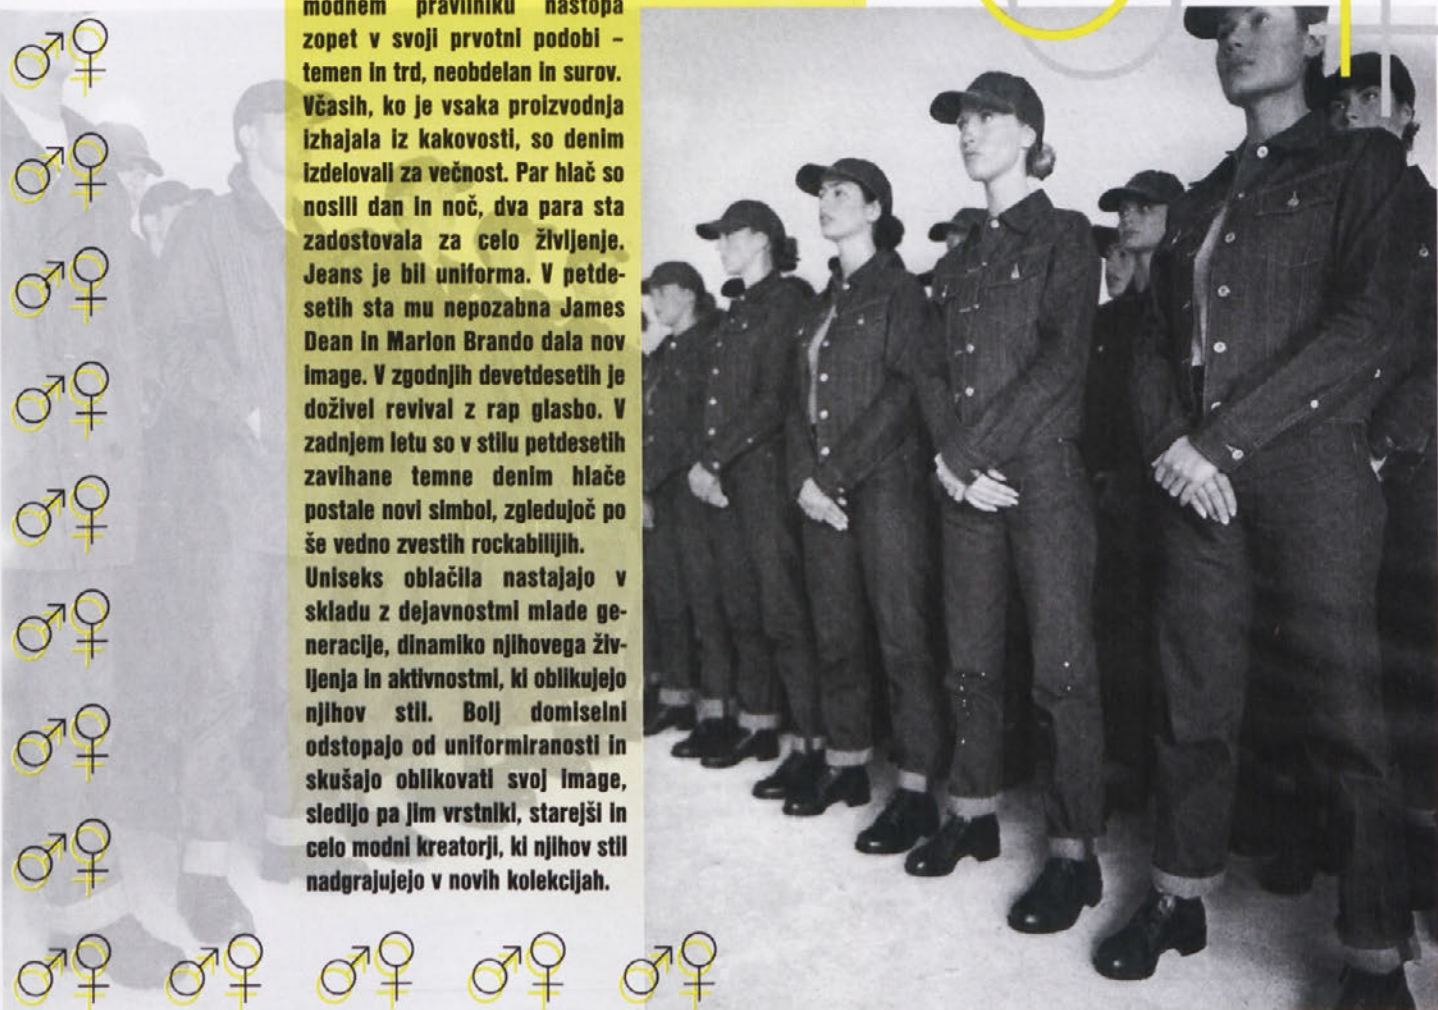 modnem pravilniku nastopa
zopet v svoji prvotni podobi –
temen in trd, neobdelan in surov.
Včasih, ko je vsaka proizvodnja
izhajala iz kakovosti, so denim
izdelovali za večnost. Par hlač so
nosili dan in noč, dva para sta
zadostovala za celo življenje.
Jeans je bil uniforma. V petde-
setih sta mu nepozabna James
Dean in Marlon Brando dala nov
image. V zgodnjih devetdesetih je
doživel revival z rap glasbo. V
zadnjem letu so v stilu petdesetih
zavihane temne denim hlače
postale novi simbol, zgledujoč po
še vedno zvestih rockabilijih.
Uniseks oblačila nastajajo v
skladu z dejavnostmi mlade ge-
neracije, dinamiko njihovega živ-
ljenja in aktivnostmi, ki oblikujejo
njihov stil. Bolj domiselni
odstopajo od uniformiranosti in
skušajo oblikovati svoj image,
sledijo pa jim vrstniki, starejši in
celo modni kreatorji, ki njihov stil
nadgrajujejo v novih kolekcijah.